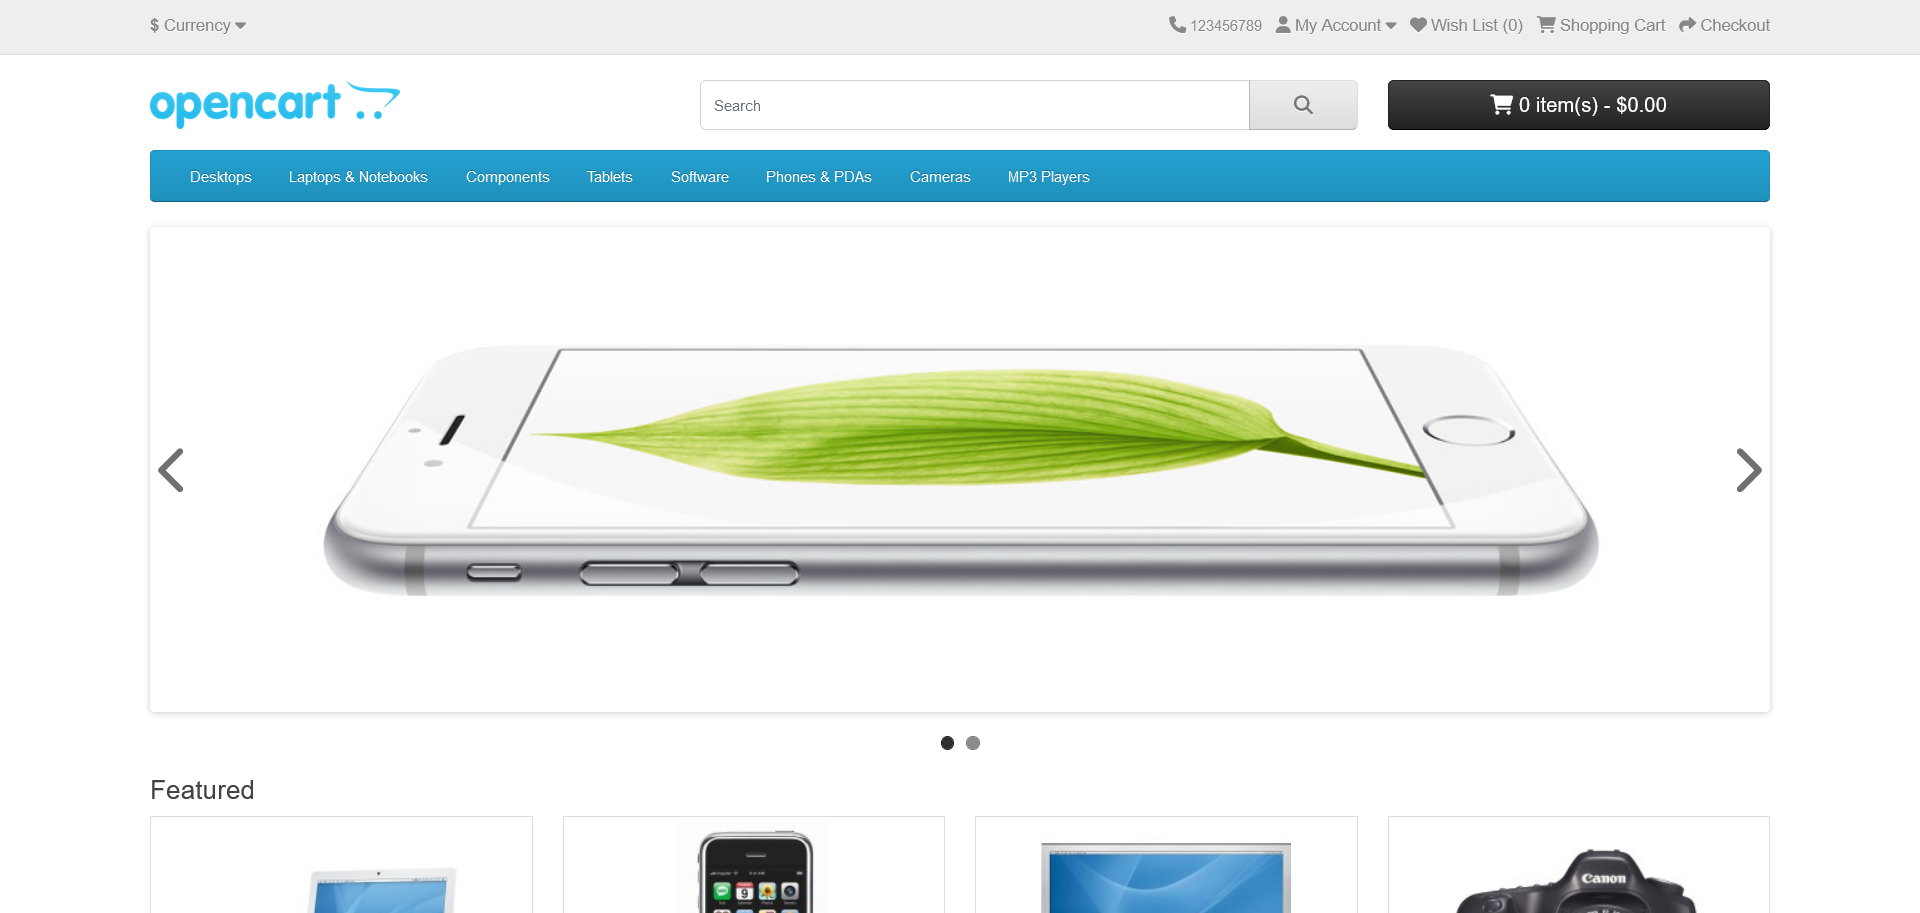 $ Currency
123456789 My Account Wish List (0) Shopping Cart Checkout
opencart
Search
0 item(s) - $0.00
Desktops Laptops & Notebooks Components Tablets Software Phones & PDAs Cameras MP3 Players
Featured
Canon